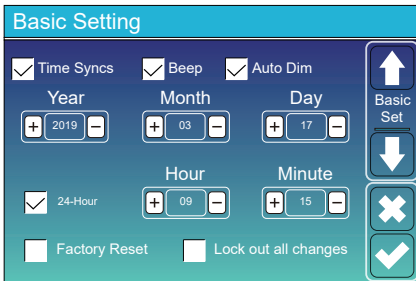 Basic Setting
Time Syncs Beep Auto Dim
Year Month Day
+ 2019 − + 03 − + 17 −
Basic
Set
Hour Minute
24-Hour + 09 − + 15 −
Factory Reset Lock out all changes